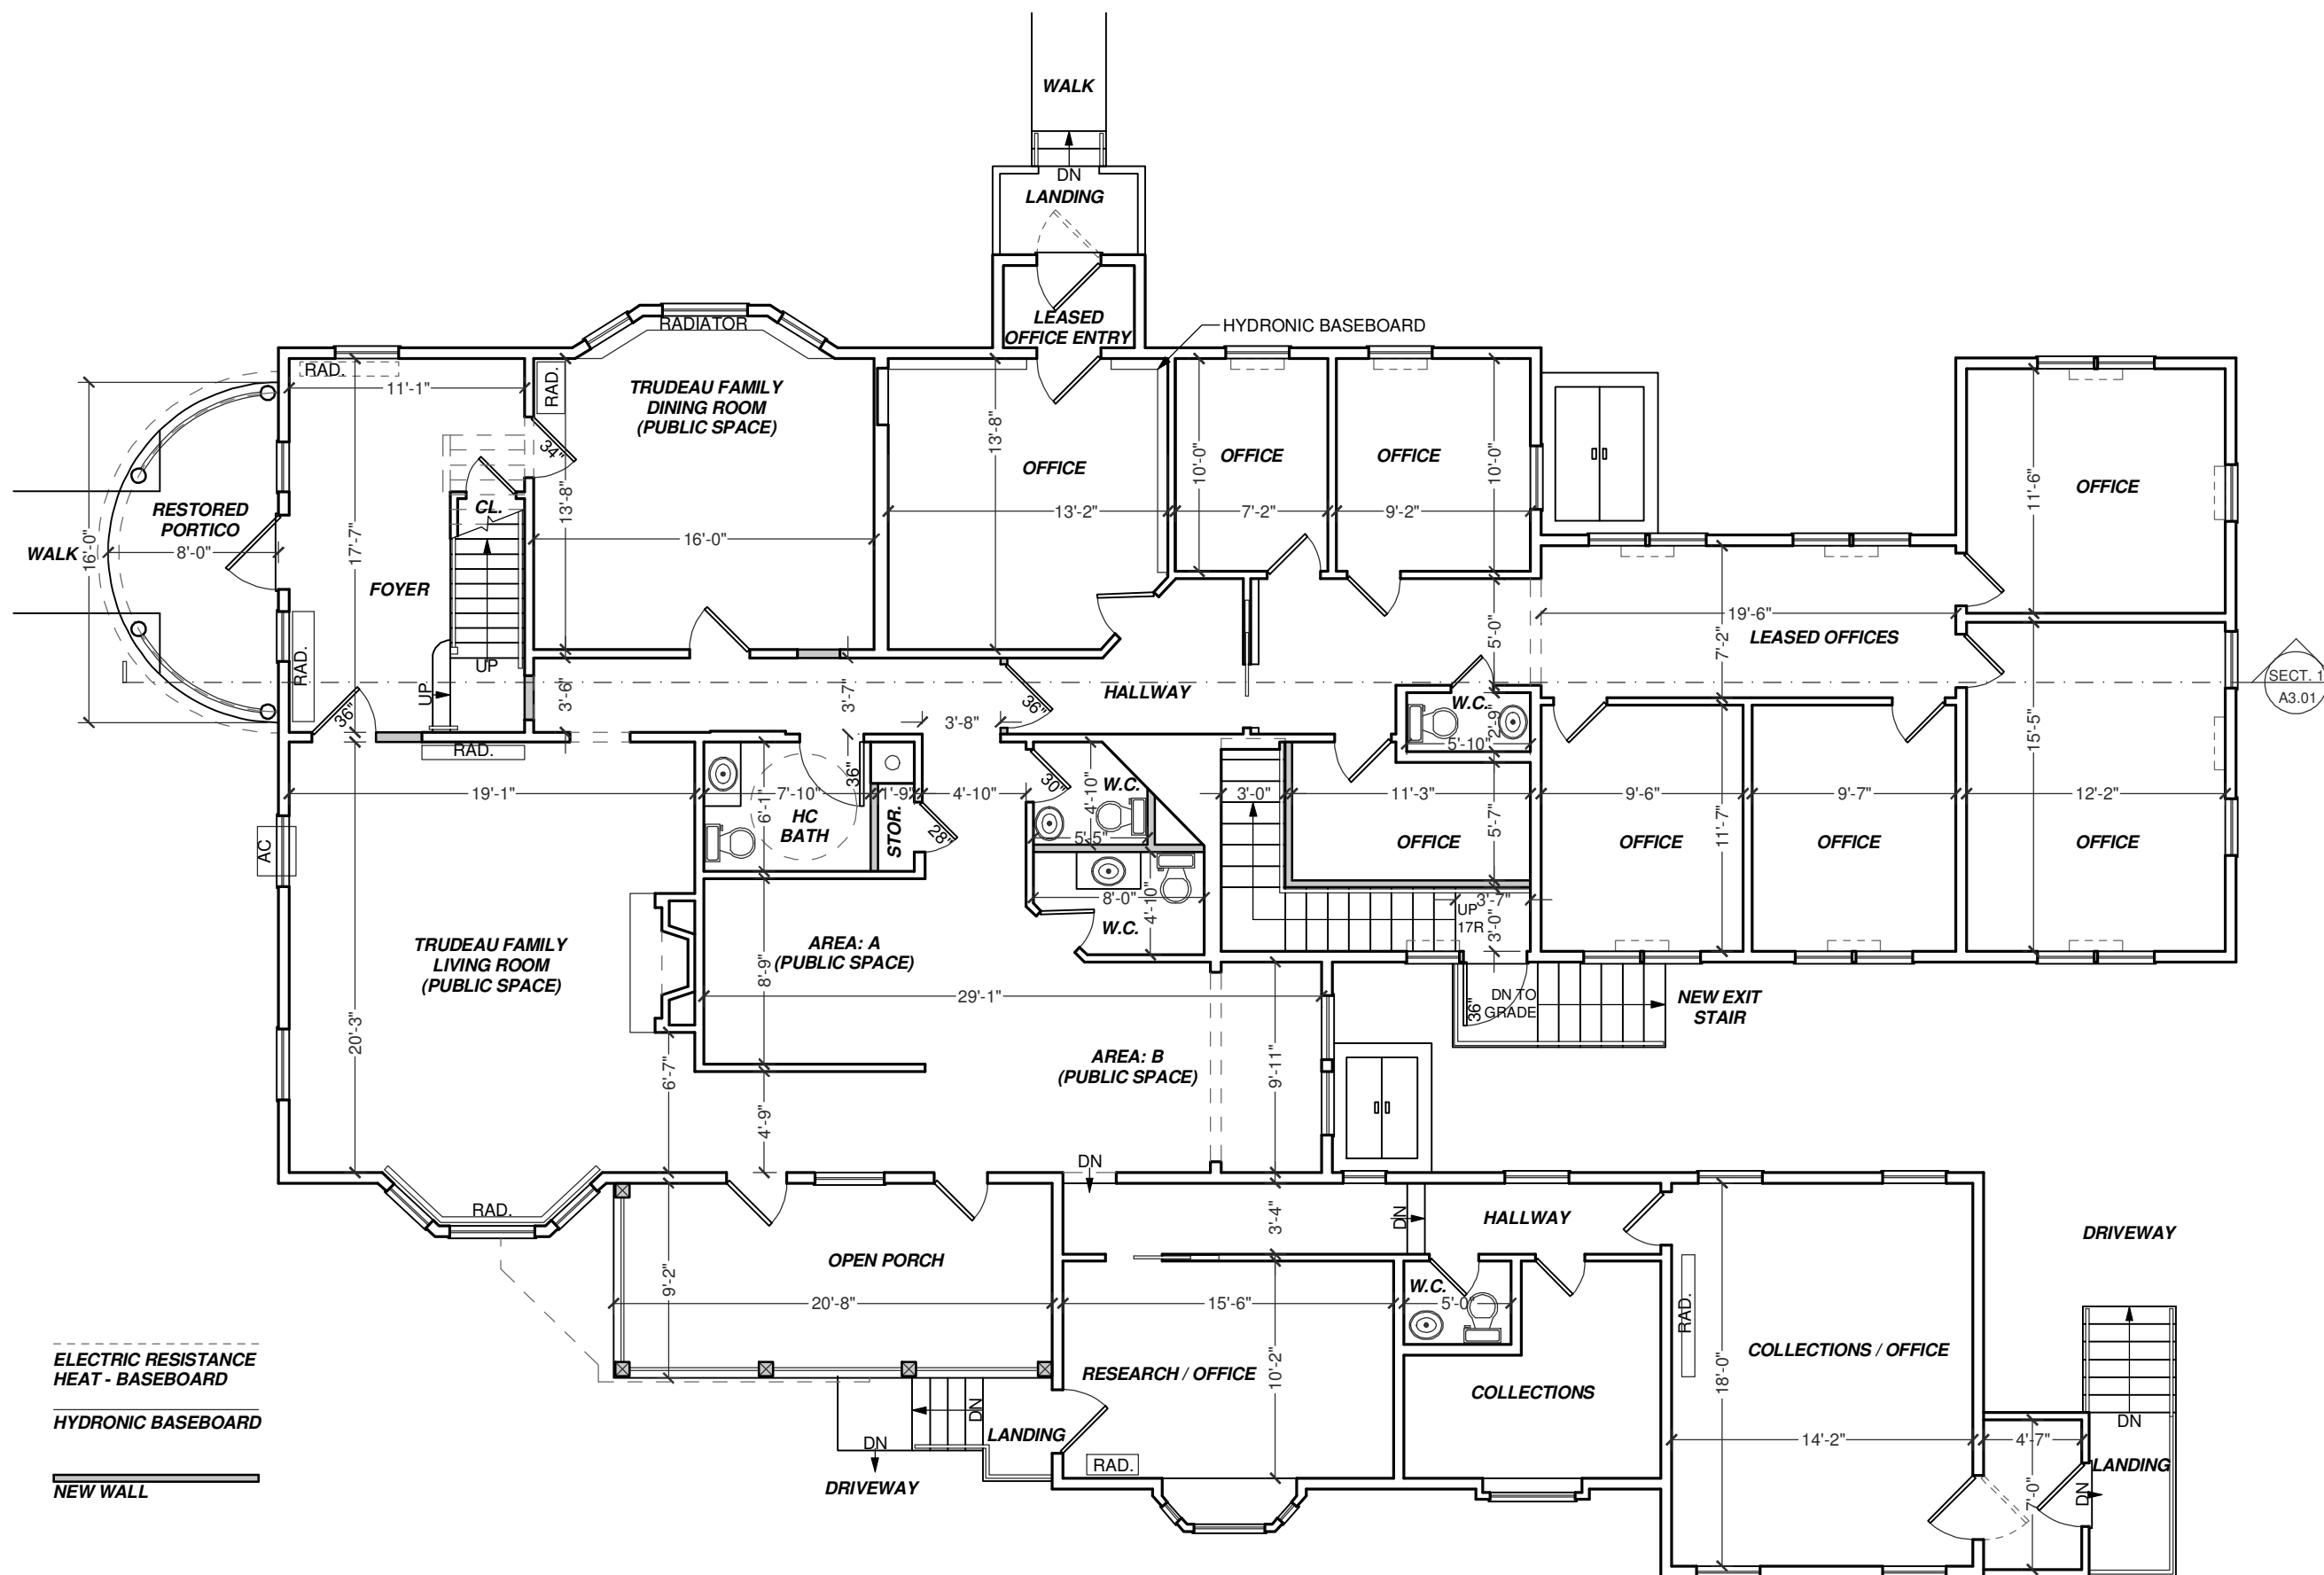 WALK
DN
LANDING
LEASED
OFFICE ENTRY
HYDRONIC BASEBOARD
RADIATOR
RAD.
11'-1"
RAD.
TRUDEAU FAMILY
DINING ROOM
(PUBLIC SPACE)
34"
13'-8"
16'-0"
13'-8"
OFFICE
13'-2"
10'-0"
OFFICE
7'-2"
OFFICE
9'-2"
10'-0"
11'-6"
OFFICE
RESTORED
PORTICO
WALK
16'-0"
8'-0"
17'-7"
CL.
FOYER
RAD.
UP
UP
36"
3'-6"
3'-7"
3'-8"
36"
HALLWAY
5'-0"
19'-6"
7'-2"
LEASED OFFICES
SECT. 1
A3.01
W.C.
2'-9"
5'-10"
15'-5"
RAD.
19'-1"
7'-10"
36"
1'-9"
4'-10"
30"
W.C.
4'-10"
5'-5"
3'-0"
11'-3"
9'-6"
9'-7"
12'-2"
6'-1"
HC
BATH
STOR.
28"
5'-7"
OFFICE
11'-7"
OFFICE
OFFICE
OFFICE
AC
8'-0"
4'-10"
W.C.
3'-7"
UP
17R
3'-0"
TRUDEAU FAMILY
LIVING ROOM
(PUBLIC SPACE)
AREA: A
(PUBLIC SPACE)
8'-9"
29'-1"
36"
DN TO
GRADE
NEW EXIT
STAIR
20'-3"
6'-7"
4'-9"
AREA: B
(PUBLIC SPACE)
9'-11"
DN
RAD.
3'-4"
DN
HALLWAY
DRIVEWAY
OPEN PORCH
9'-2"
20'-8"
15'-6"
W.C.
5'-0"
RAD.
COLLECTIONS / OFFICE
18'-0"
RESEARCH / OFFICE
10'-2"
COLLECTIONS
ELECTRIC RESISTANCE
HEAT - BASEBOARD
HYDRONIC BASEBOARD
NEW WALL
DN
DN
LANDING
DRIVEWAY
RAD.
14'-2"
4'-7"
7'-0"
DN
DN
LANDING